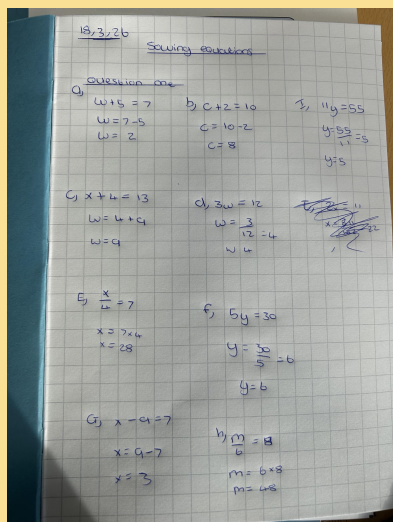 18,3,26
Solving equations
question one
a, w+5=7
w=7-5
w=2
b, c+2=10
c=10-2
c=8
I, 11y=55
y=55/11=5
y=5
c, x+4=13
w=4+9
w=9
d, 3w=12
w=3/12=4
w 4
E, x/4=7
x=7x4
x=28
f, 5y=30
y=30/5=6
y=6
G, x-9=7
x=9-7
x=3
h, m/6=8
m=6x8
m=48